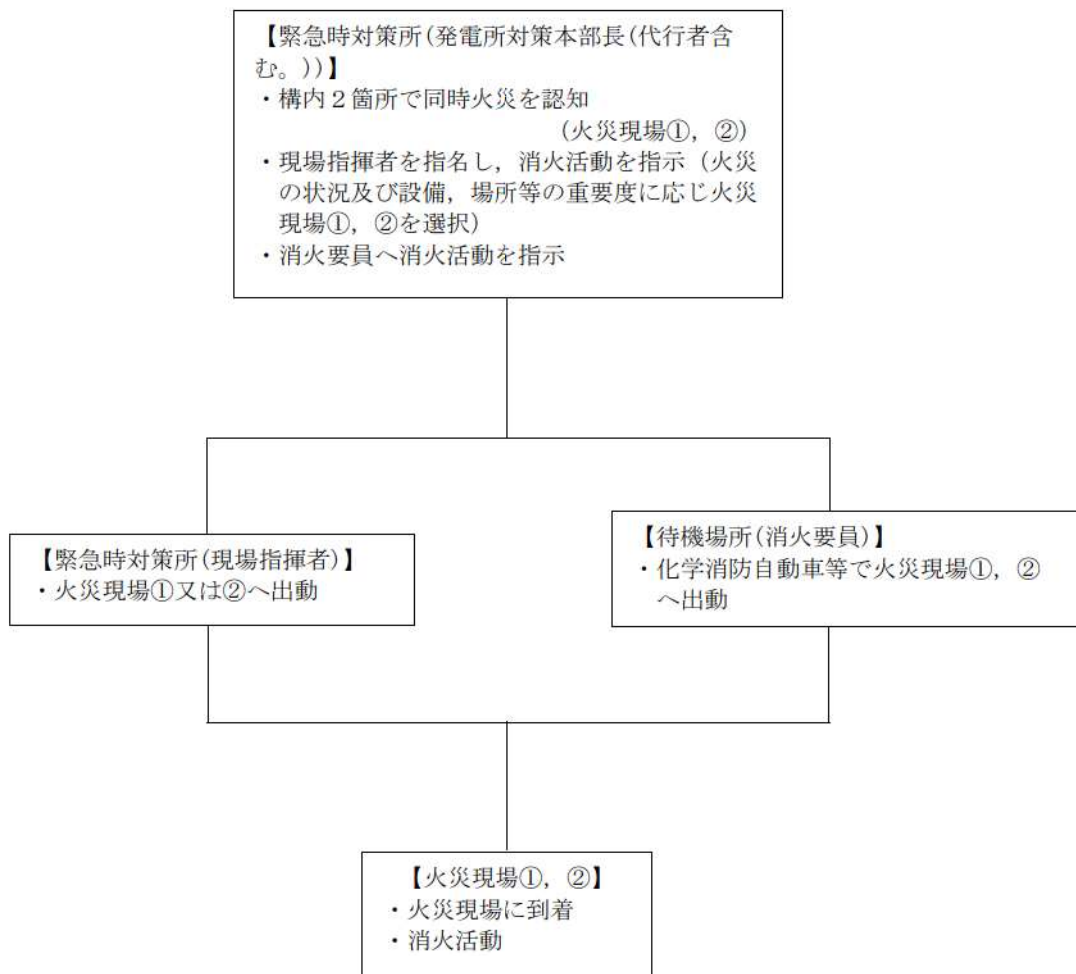 【緊急時対策所(発電所対策本部長(代行者含
む。))】
・構内２箇所で同時火災を認知
(火災現場①，②)
・現場指揮者を指名し，消火活動を指示（火災
の状況及び設備，場所等の重要度に応じ火災
現場①，②を選択）
・消火要員へ消火活動を指示
【緊急時対策所(現場指揮者)】
・火災現場①又は②へ出動
【待機場所(消火要員)】
・化学消防自動車等で火災現場①，②
へ出動
【火災現場①，②】
・火災現場に到着
・消火活動